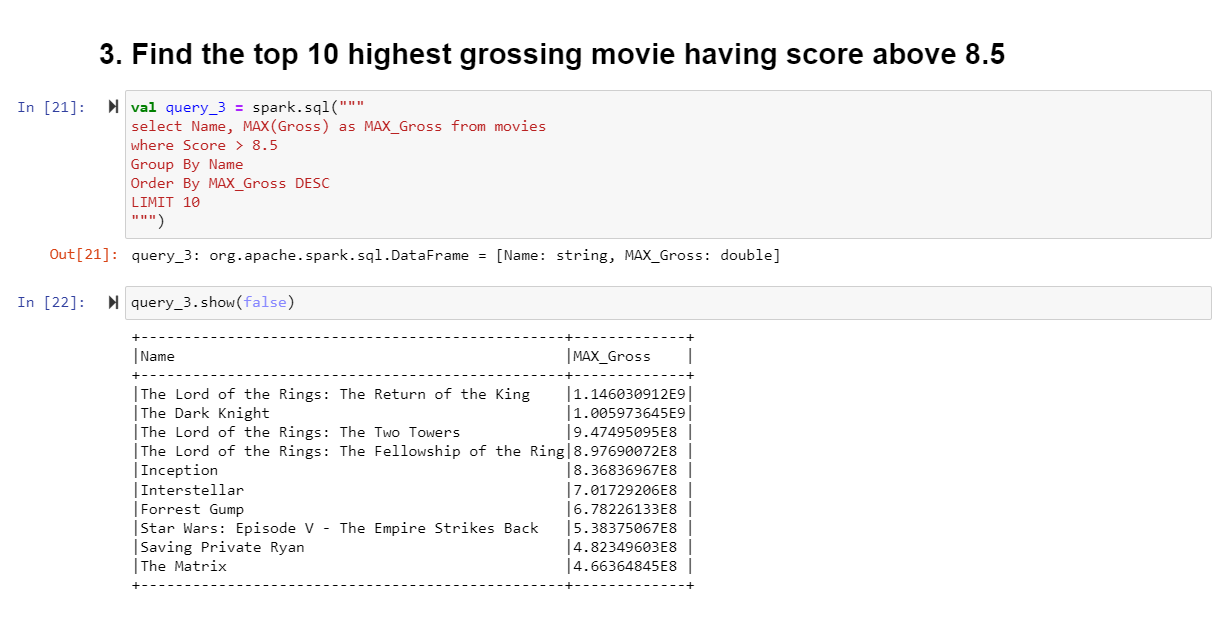 3. Find the top 10 highest grossing movie having score above 8.5
In [21]: val query_3 = spark.sql("""
select Name, MAX(Gross) as MAX_Gross from movies
where Score > 8.5
Group By Name
Order By MAX_Gross DESC
LIMIT 10
""")
Out[21]: query_3: org.apache.spark.sql.DataFrame = [Name: string, MAX_Gross: double]
In [22]: query_3.show(false)
+--------------------------------------------------+-------------+
|Name                                              |MAX_Gross    |
+--------------------------------------------------+-------------+
|The Lord of the Rings: The Return of the King    |1.146030912E9|
|The Dark Knight                                   |1.005973645E9|
|The Lord of the Rings: The Two Towers             |9.47495095E8 |
|The Lord of the Rings: The Fellowship of the Ring|8.97690072E8 |
|Inception                                         |8.36836967E8 |
|Interstellar                                      |7.01729206E8 |
|Forrest Gump                                      |6.78226133E8 |
|Star Wars: Episode V - The Empire Strikes Back    |5.38375067E8 |
|Saving Private Ryan                               |4.82349603E8 |
|The Matrix                                        |4.66364845E8 |
+--------------------------------------------------+-------------+